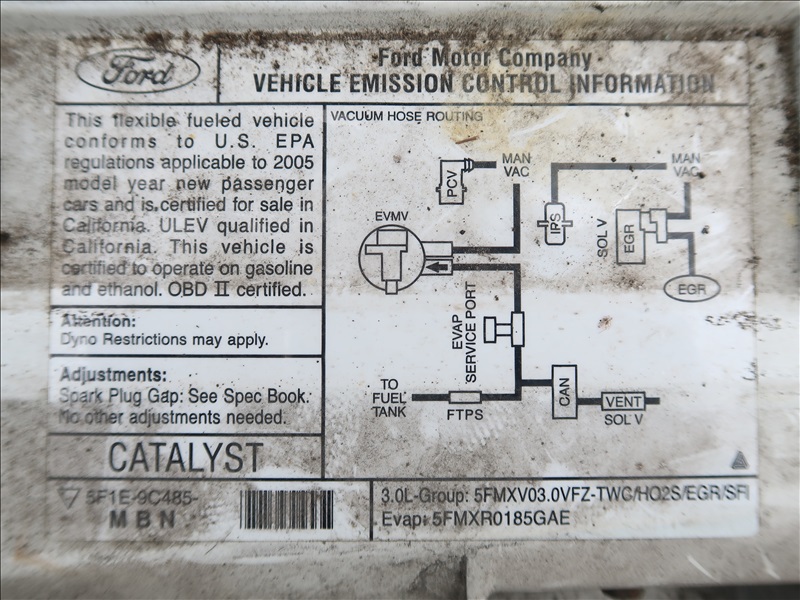 Ford
Ford Motor Company
VEHICLE EMISSION CONTROL INFORMATION
This flexible fueled vehicle
conforms to U.S. EPA
regulations applicable to 2005
model year new passenger
cars and is certified for sale in
California. ULEV qualified in
California. This vehicle is
certified to operate on gasoline
and ethanol. OBD II certified.
Attention:
Dyno Restrictions may apply.
Adjustments:
Spark Plug Gap: See Spec Book.
No other adjustments needed.
CATALYST
5F1E-9C485-
MBN
VACUUM HOSE ROUTING
PCV
MAN
VAC
EVMV
IPS
MAN
VAC
SOL V
EGR
EGR
EVAP
SERVICE PORT
TO
FUEL
TANK
FTPS
CAN
VENT
SOL V
3.0L-Group: 5FMXV03.0VFZ-TWC/HO2S/EGR/SFI
Evap: 5FMXR0185GAE